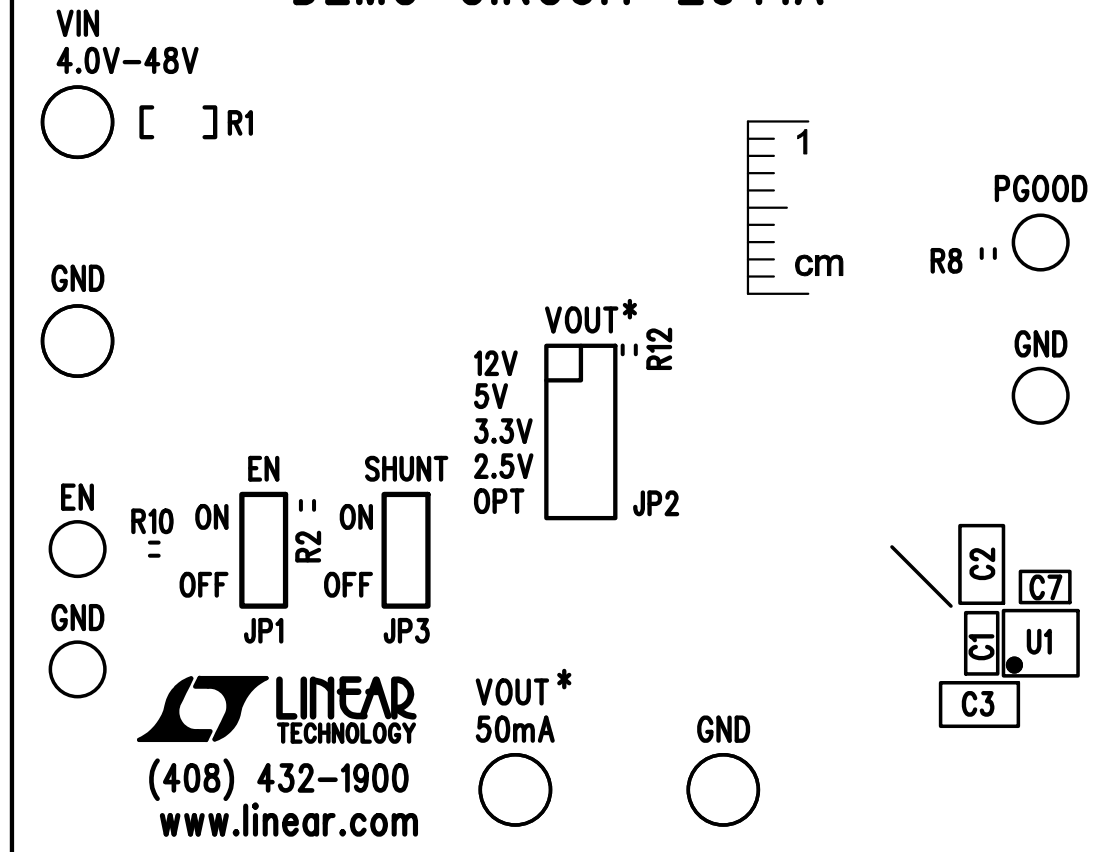 VIN
4.0V-48V
R1
1
cm
PGOOD
R8
GND
GND
VOUT*
R12
12V
5V
3.3V
2.5V
OPT
JP2
EN
SHUNT
EN
R10
ON
R2
ON
OFF
OFF
JP1
JP3
GND
C2
C7
C1
U1
C3
LINEAR
TECHNOLOGY
(408) 432-1900
www.linear.com
VOUT*
50mA
GND